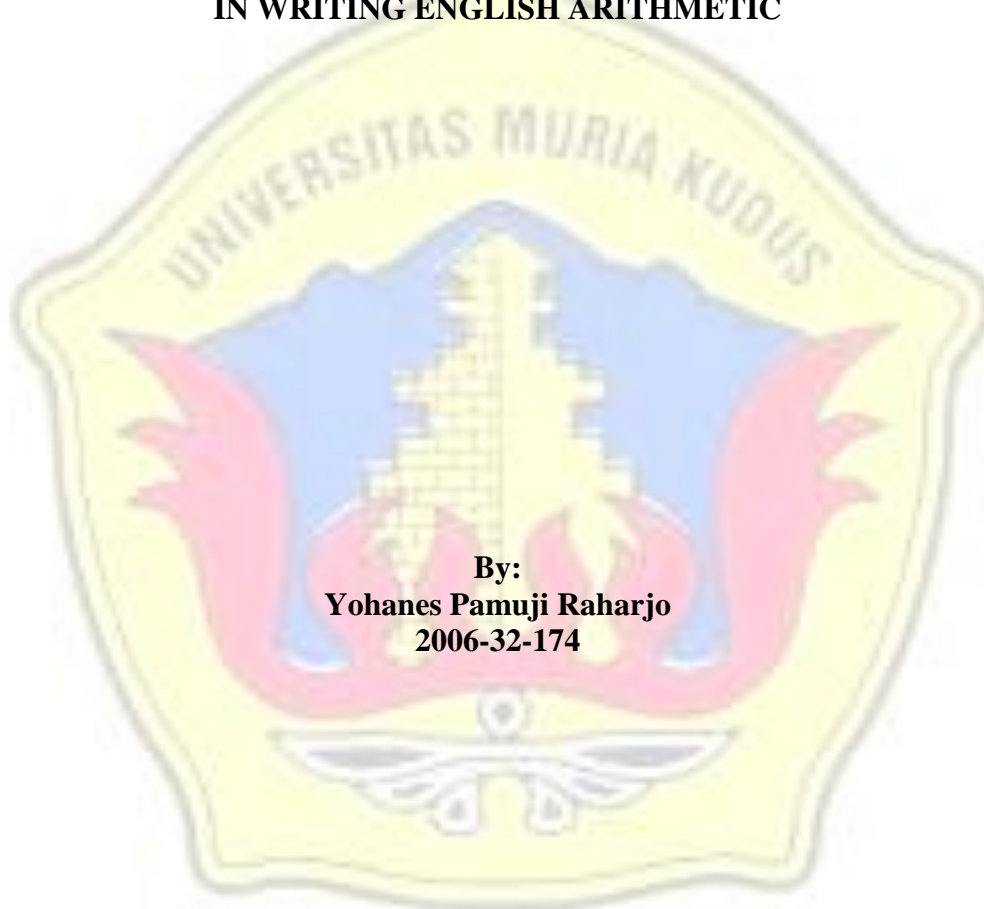 IN WRITING ENGLISH ARITHMETIC
UNIVERSITAS MURIA KUDUS
By:
Yohanes Pamuji Raharjo
2006-32-174